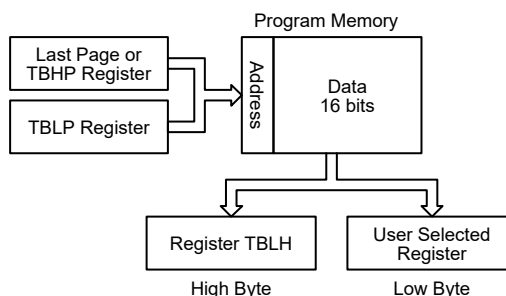 Program Memory
Last Page or
TBHP Register
TBLP Register
Address
Data
16 bits
Register TBLH
User Selected
Register
High Byte
Low Byte